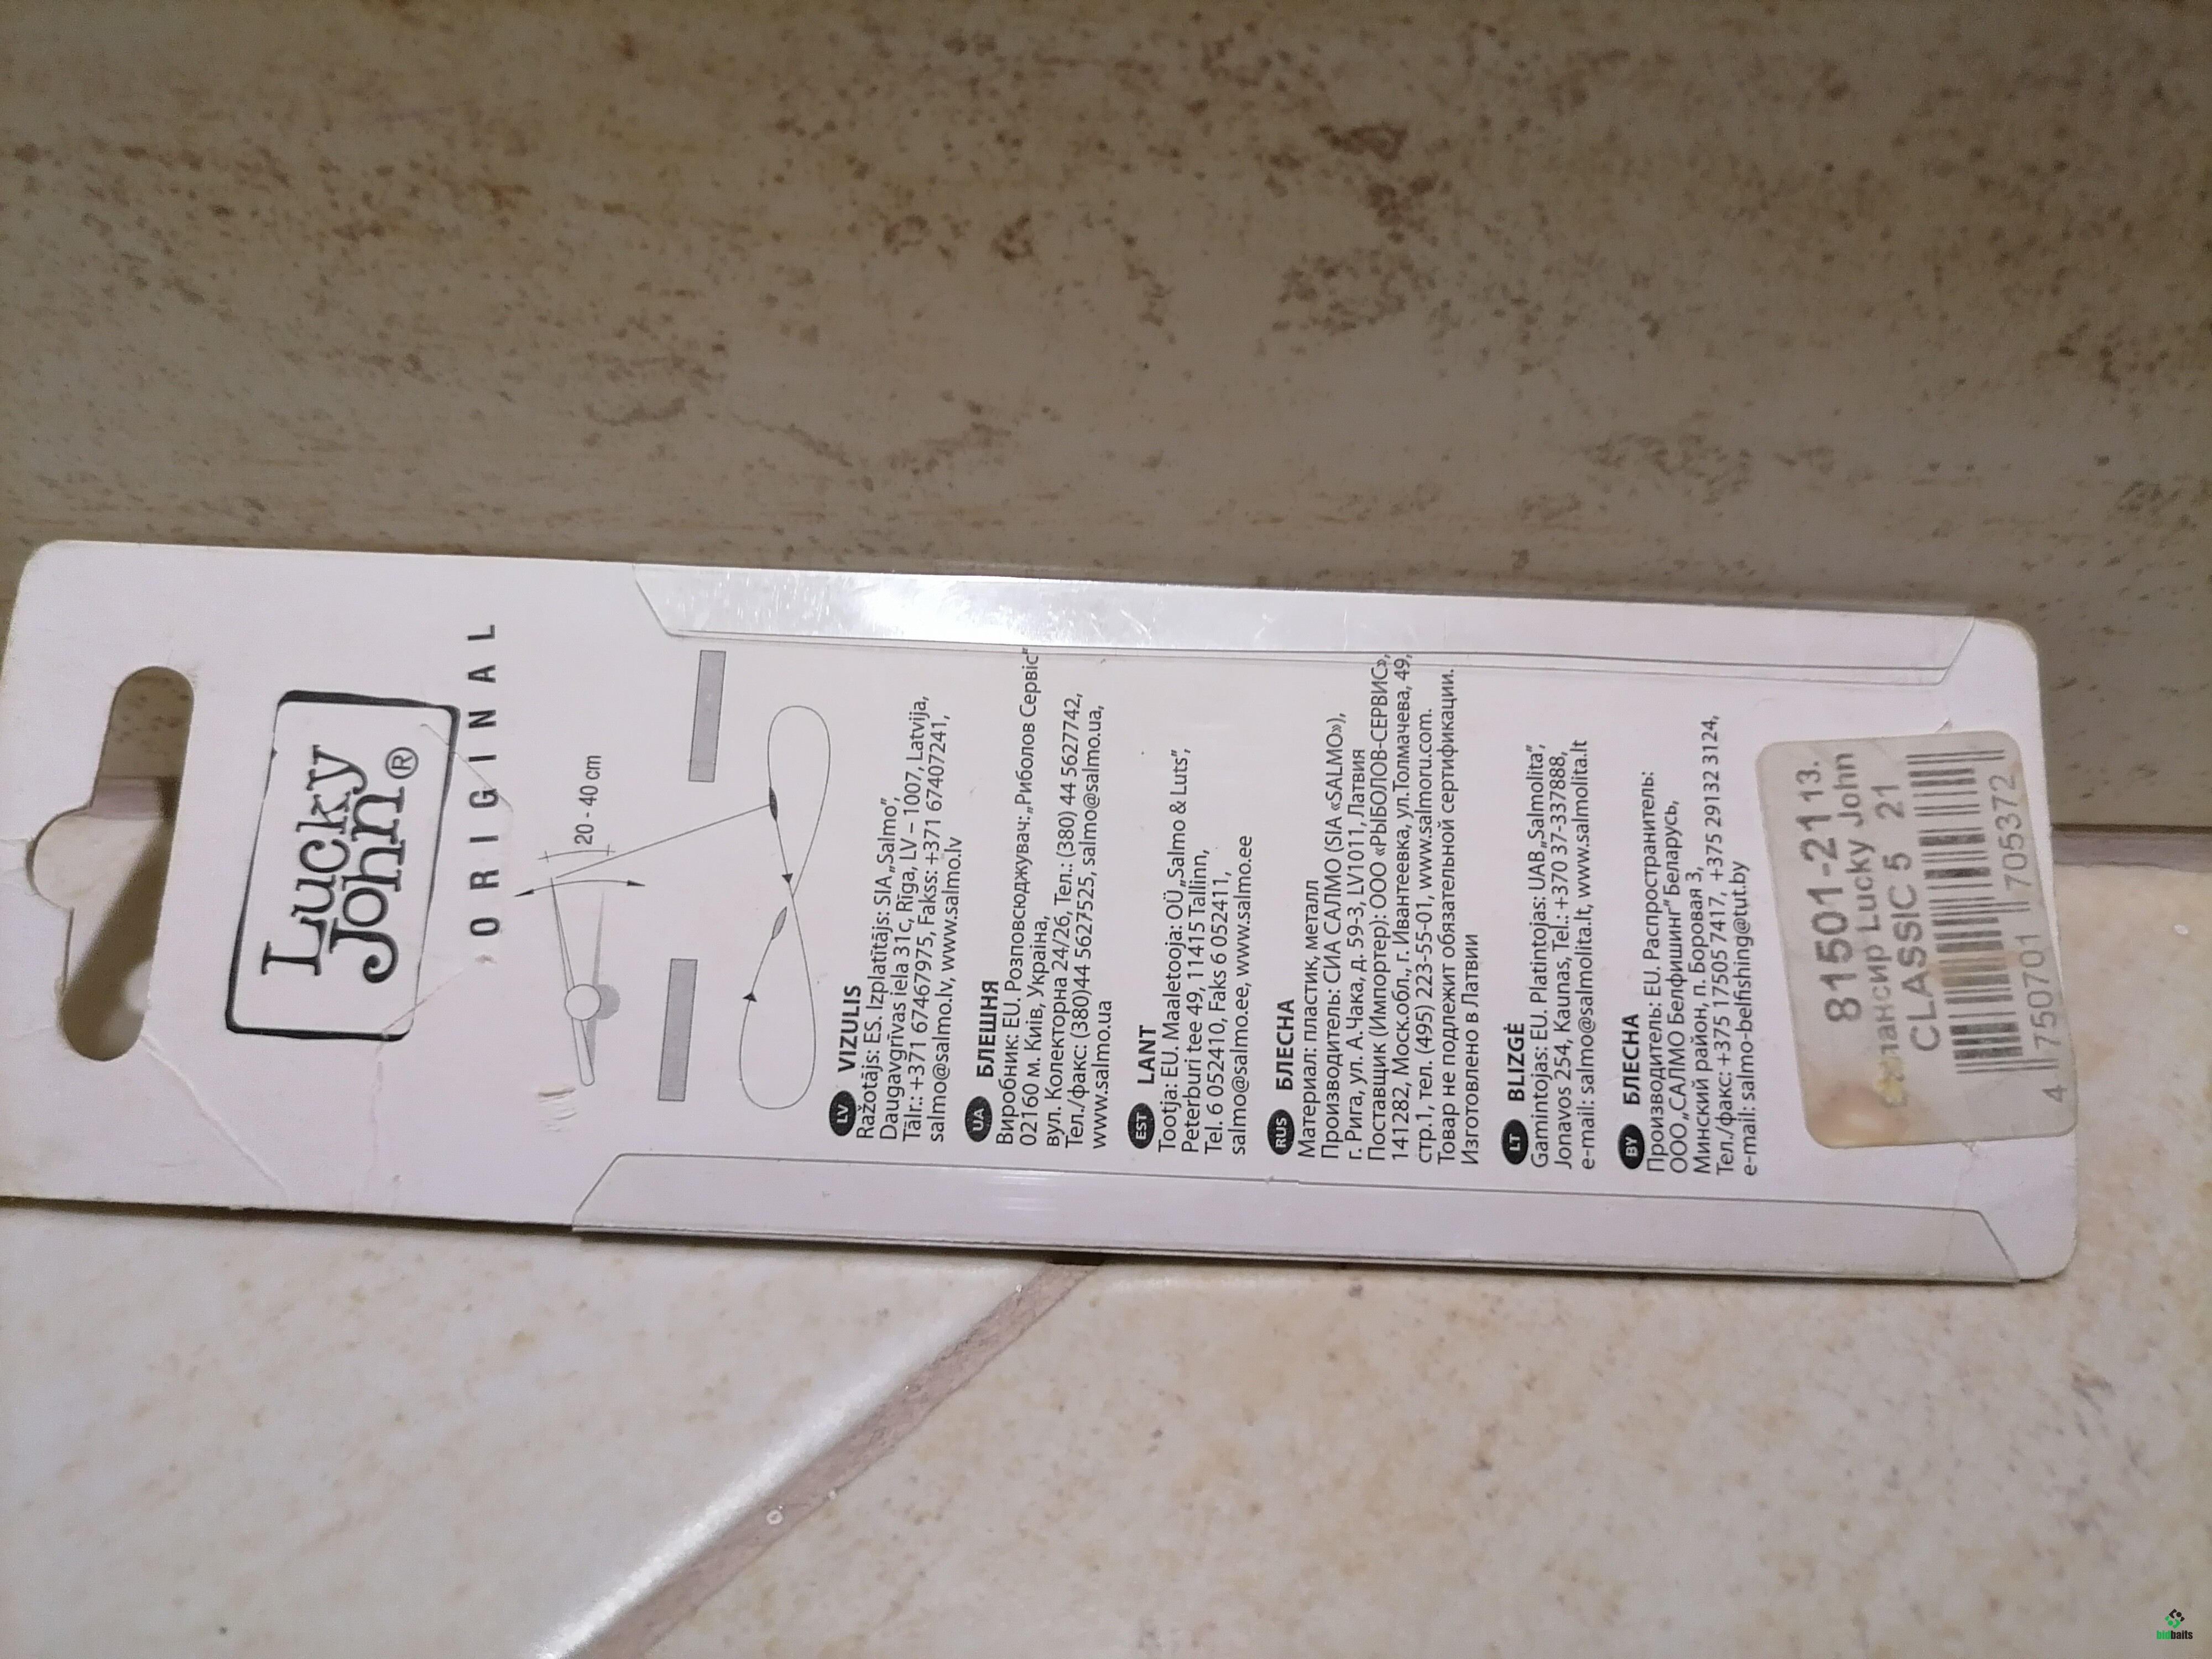 Lucky
John®
ORIGINAL
20 - 40 cm
LV VIZULIS
Ražotājs: ES. Izplatītājs: SIA „Salmo”,
Daugavgrīvas iela 31c, Rīga, LV – 1007, Latvija,
Tālr.: +371 67467975, Fakss: +371 67407241,
salmo@salmo.lv, www.salmo.lv
UA БЛЕШНЯ
Виробник: EU. Розповсюджувач: „Риболов Сервіс”
02160 м. Київ, Україна,
вул. Колекторна 24/26, Тел.: (380) 44 5627742,
Тел./факс: (380)44 5627525, salmo@salmo.ua,
www.salmo.ua
EST LANT
Tootja: EU. Maaletooja: OÜ „Salmo & Luts”,
Peterburi tee 49, 11415 Tallinn,
Tel. 6 052410, Faks 6 052411,
salmo@salmo.ee, www.salmo.ee
RUS БЛЕСНА
Материал: пластик, металл
Производитель: СИА САЛМО (SIA «SALMO»),
г. Рига, ул. А.Чака, д. 59-3, LV1011, Латвия
Поставщик (Импортер): ООО «РЫБОЛОВ-СЕРВИС»,
141282, Моск.обл., г. Ивантеевка, ул.Толмачева, 49,
стр.1, тел. (495) 223-55-01, www.salmoru.com.
Товар не подлежит обязательной сертификации.
Изготовлено в Латвии
LT BLIZGĖ
Gamintojas: EU. Platintojas: UAB „Salmolita”,
Jonavos 254, Kaunas, Tel.: +370 37-337888,
e-mail: salmo@salmolita.lt, www.salmolita.lt
BY БЛЕСНА
Производитель: EU. Распространитель:
ООО „САЛМО Белфишинг” Беларусь,
Минский район, п. Боровая 3,
Тел./факс: +375 17505 7417, +375 29132 3124,
e-mail: salmo-belfishing@tut.by
81501-21 13.
Lucky John
CLASSIC 5 21
4 750701 705372
bidbaits